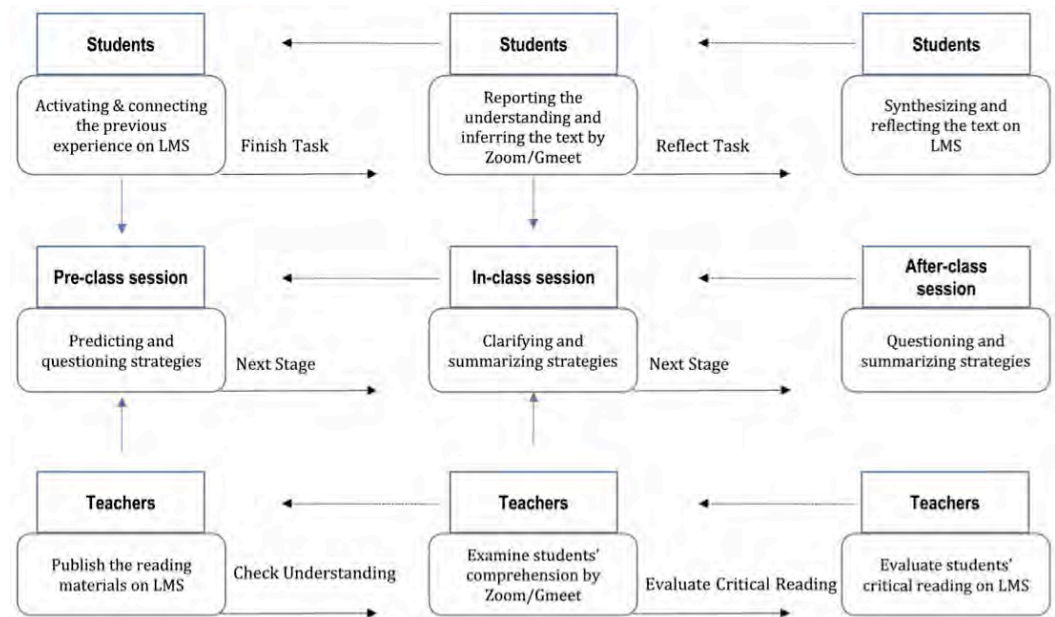 Students
Students
Students
Activating & connecting
the previous
experience on LMS
Finish Task
Reporting the
understanding and
inferring the text by
Zoom/Gmeet
Reflect Task
Synthesizing and
reflecting the text on
LMS
Pre-class session
In-class session
After-class
session
Predicting and
questioning strategies
Next Stage
Clarifying and
summarizing strategies
Next Stage
Questioning and
summarizing strategies
Teachers
Teachers
Teachers
Publish the reading
materials on LMS
Check Understanding
Examine students'
comprehension by
Zoom/Gmeet
Evaluate Critical Reading
Evaluate students'
critical reading on LMS